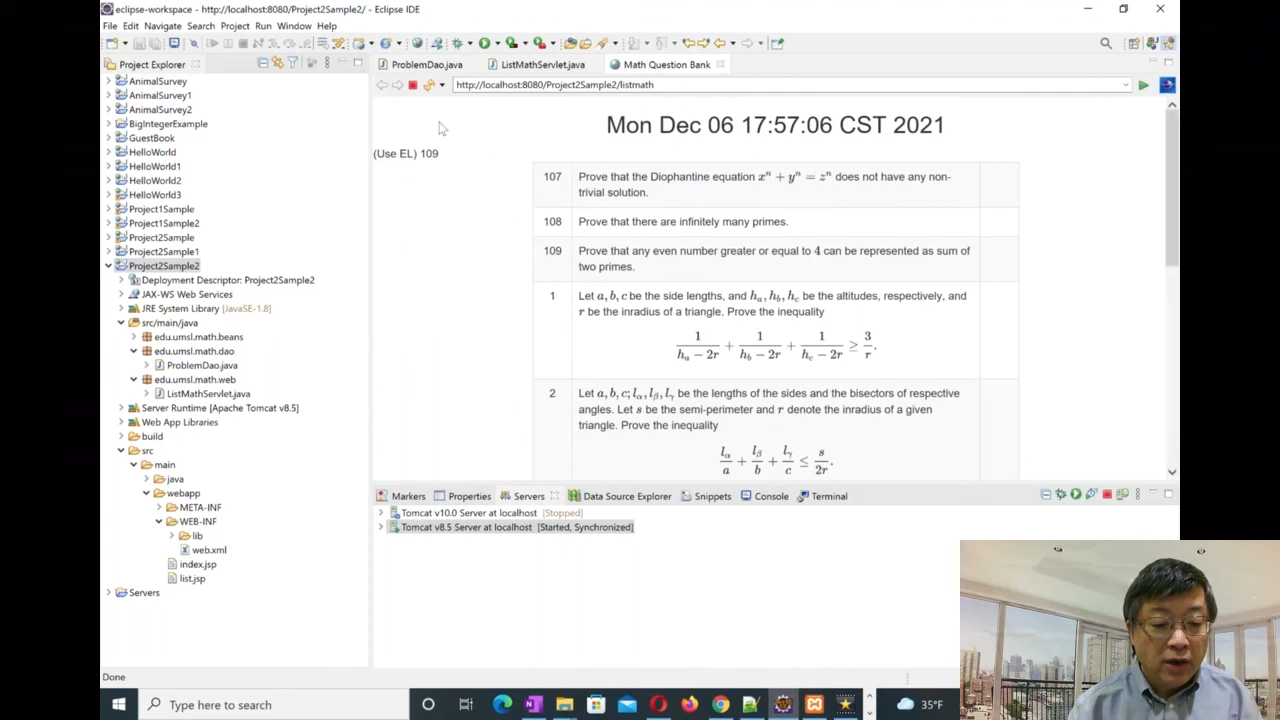 eclipse-workspace - http://localhost:8080/Project2Sample2/ - Eclipse IDE
File Edit Navigate Search Project Run Window Help
Project Explorer
ProblemDao.java
ListMathServlet.java
Math Question Bank
http://localhost:8080/Project2Sample2/listmath
AnimalSurvey
AnimalSurvey1
AnimalSurvey2
BigIntegerExample
GuestBook
HelloWorld
HelloWorld1
HelloWorld2
HelloWorld3
Project1Sample
Project1Sample2
Project2Sample
Project2Sample1
Project2Sample2
Deployment Descriptor: Project2Sample2
JAX-WS Web Services
JRE System Library [JavaSE-1.8]
src/main/java
edu.umsl.math.beans
edu.umsl.math.dao
ProblemDao.java
edu.umsl.math.web
ListMathServlet.java
Server Runtime [Apache Tomcat v8.5]
Web App Libraries
build
src
main
java
webapp
META-INF
WEB-INF
lib
web.xml
index.jsp
list.jsp
Servers
Mon Dec 06 17:57:06 CST 2021
(Use EL) 109
107 Prove that the Diophantine equation xⁿ + yⁿ = zⁿ does not have any non-
trivial solution.
108 Prove that there are infinitely many primes.
109 Prove that any even number greater or equal to 4 can be represented as sum of
two primes.
1 Let a, b, c be the side lengths, and h_a, h_b, h_c be the altitudes, respectively, and
r be the inradius of a triangle. Prove the inequality
1/(h_a − 2r) + 1/(h_b − 2r) + 1/(h_c − 2r) ≥ 3/r.
2 Let a, b, c; l_α, l_β, l_γ be the lengths of the sides and the bisectors of respective
angles. Let s be the semi-perimeter and r denote the inradius of a given
triangle. Prove the inequality
l_α/a + l_β/b + l_γ/c ≤ s/2r.
Markers Properties Servers Data Source Explorer Snippets Console Terminal
Tomcat v10.0 Server at localhost [Stopped]
Tomcat v8.5 Server at localhost [Started, Synchronized]
Done
Type here to search
35°F